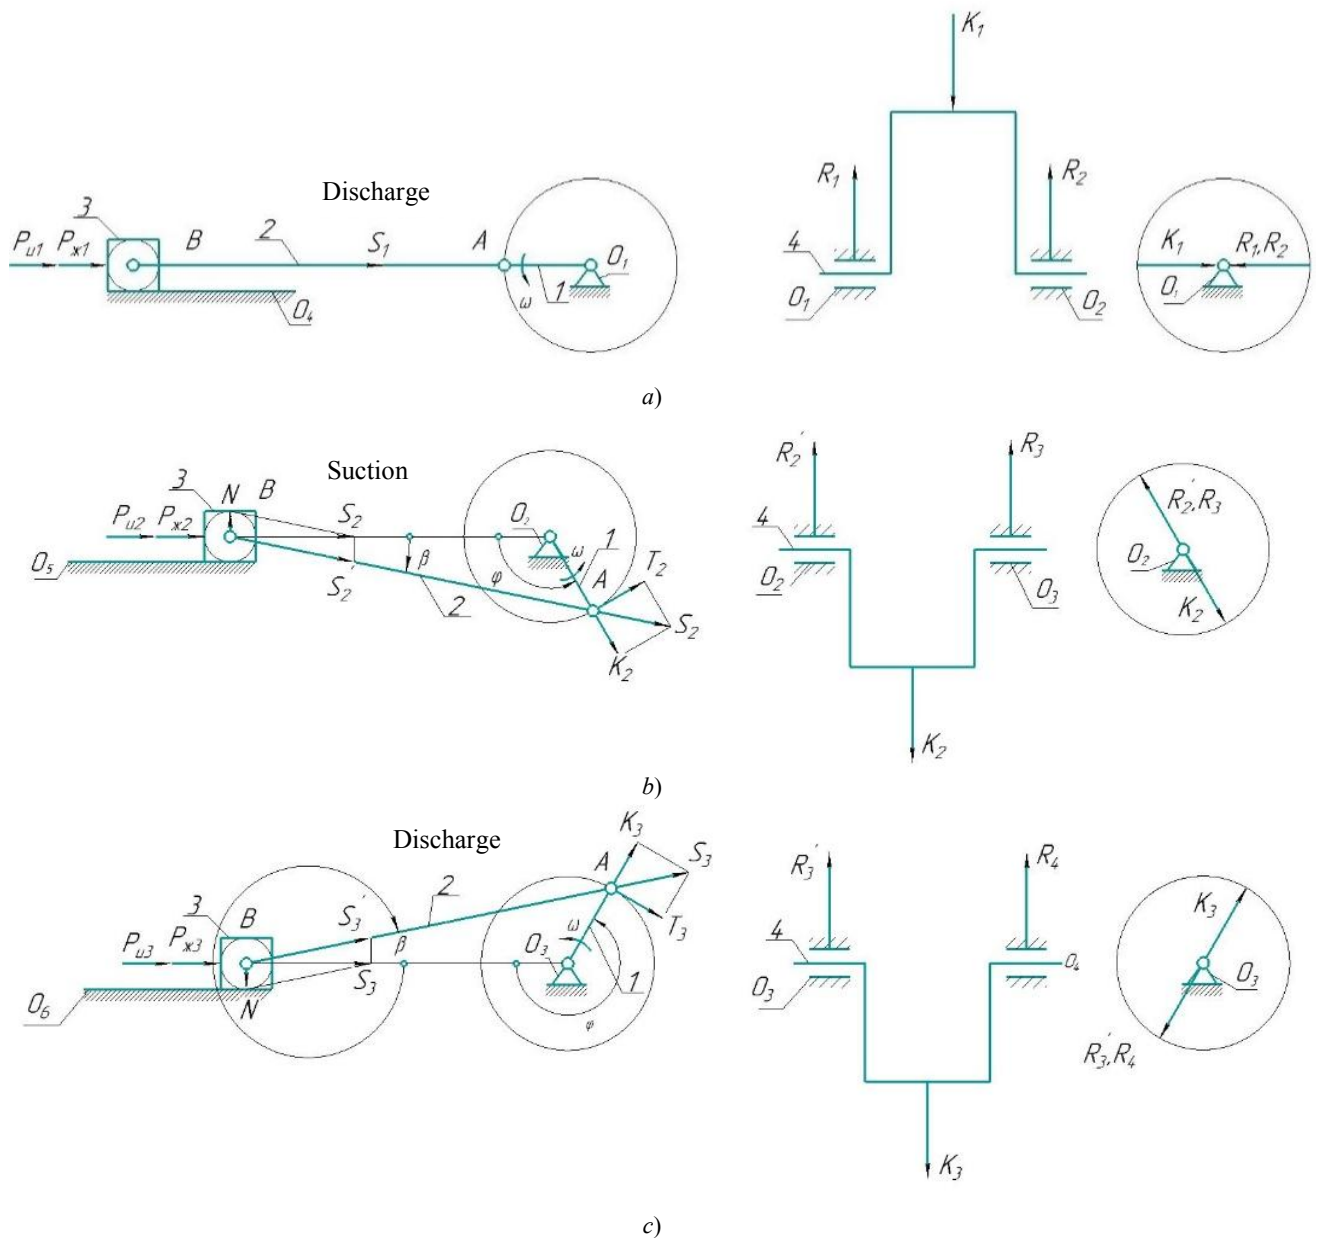 K₁
Discharge
R₁ R₂
3 Pᵤ₁ Pж₁ B 2 S₁ A O₁ K₁ R₁,R₂
4 O₁
ω 1 O₄ O₁ O₂
a)
Suction
R₂′ R₃
3 N B
Pᵤ₂ Pж₂ S₂ O₂ ω 1 4 R₂′,R₃
O₅ S₂′ β φ A T₂ O₂ O₃ O₂
2 S₂ K₂
K₂
K₂
b)
Discharge
K₃
A S₃ R₃′ R₄
3 B S₃′ 2 K₃
Pᵤ₃ Pж₃ β ω T₃ 4 O₄
S₃ O₃ 1 O₃ O₃
O₆ N φ
R₃′,R₄
K₃
c)